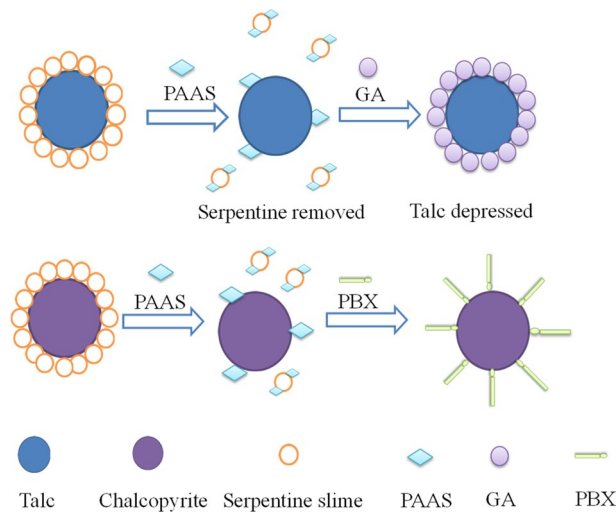 PAAS
GA
Serpentine removed
Talc depressed
PAAS
PBX
Talc
Chalcopyrite
Serpentine slime
PAAS
GA
PBX